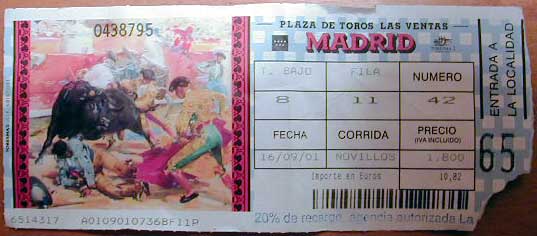 0438795
PLAZA DE TOROS LAS VENTAS
MADRID
T. BAJO FILA NUMERO
8 11 42
FECHA CORRIDA PRECIO
(IVA INCLUIDO)
16/09/01 NOVILLOS 1,800
Importe en Euros 10,82
ENTRADA A
LA LOCALIDAD
65
6514317 A0109010736BF11P
20% de recargo, agencia autorizada La